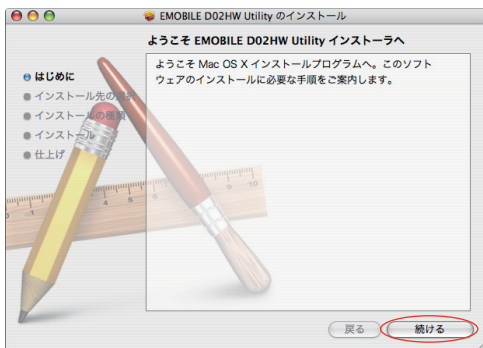 EMOBILE D02HW Utility のインストール
ようこそ EMOBILE D02HW Utility インストーラへ
はじめに
インストール先の選択
インストールの種類
インストール
仕上げ
ようこそ Mac OS X インストールプログラムへ。このソフト
ウェアのインストールに必要な手順をご案内します。
戻る
続ける